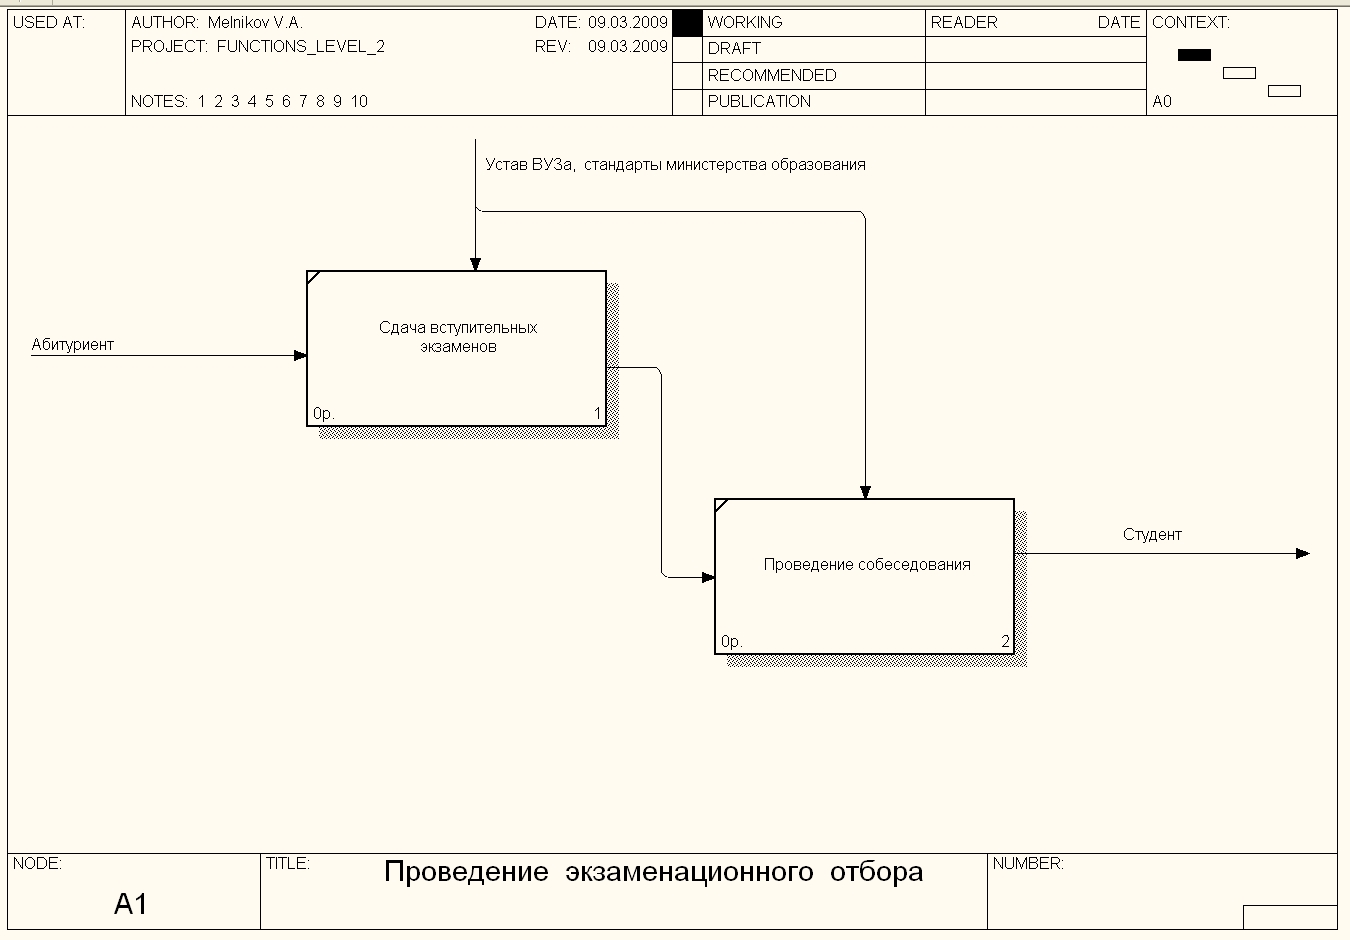 USED AT:
AUTHOR: Melnikov V.A.
DATE: 09.03.2009
PROJECT: FUNCTIONS_LEVEL_2
REV: 09.03.2009
NOTES: 1 2 3 4 5 6 7 8 9 10
WORKING
DRAFT
RECOMMENDED
PUBLICATION
READER DATE
CONTEXT:
A0
Устав ВУЗа, стандарты министерства образования
Абитуриент
Сдача вступительных
экзаменов
0р. 1
Студент
Проведение собеседования
0р. 2
NODE:
A1
TITLE:
Проведение экзаменационного отбора
NUMBER: